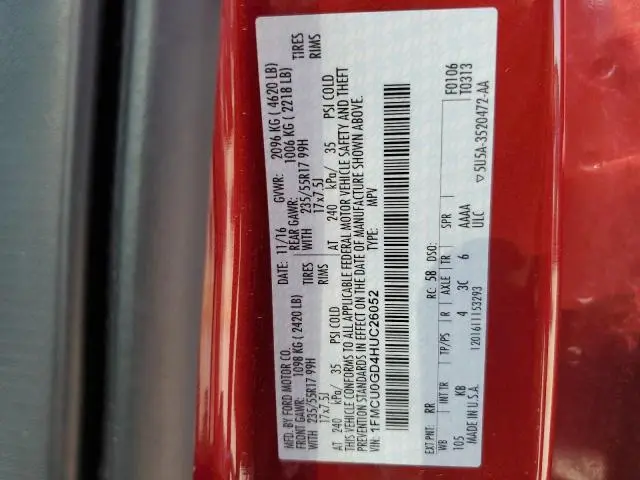 MFD. BY FORD MOTOR CO.
DATE: 11/16 GVWR: 2096 KG ( 4620 LB)
FRONT GAWR: 1098 KG ( 2420 LB) REAR GAWR: 1006 KG ( 2218 LB)
WITH 235/55R17 99H TIRES WITH 235/55R17 99H TIRES
17x7.5J RIMS 17x7.5J RIMS
AT 240 kPa/ 35 PSI COLD AT 240 kPa/ 35 PSI COLD
THIS VEHICLE CONFORMS TO ALL APPLICABLE FEDERAL MOTOR VEHICLE SAFETY AND THEFT
PREVENTION STANDARDS IN EFFECT ON THE DATE OF MANUFACTURE SHOWN ABOVE.
VIN: 1FMCU0GD4HUC26052 TYPE: MPV
F0106
T0313
EXT PNT: RR RC: 58 DSO:
WB INT TR TP/PS R AXLE TR SPR
105 KB 4 3C 6 AAAA
ULC
MADE IN U.S.A. 1201611153293 ▽5U5A-3520472-AA